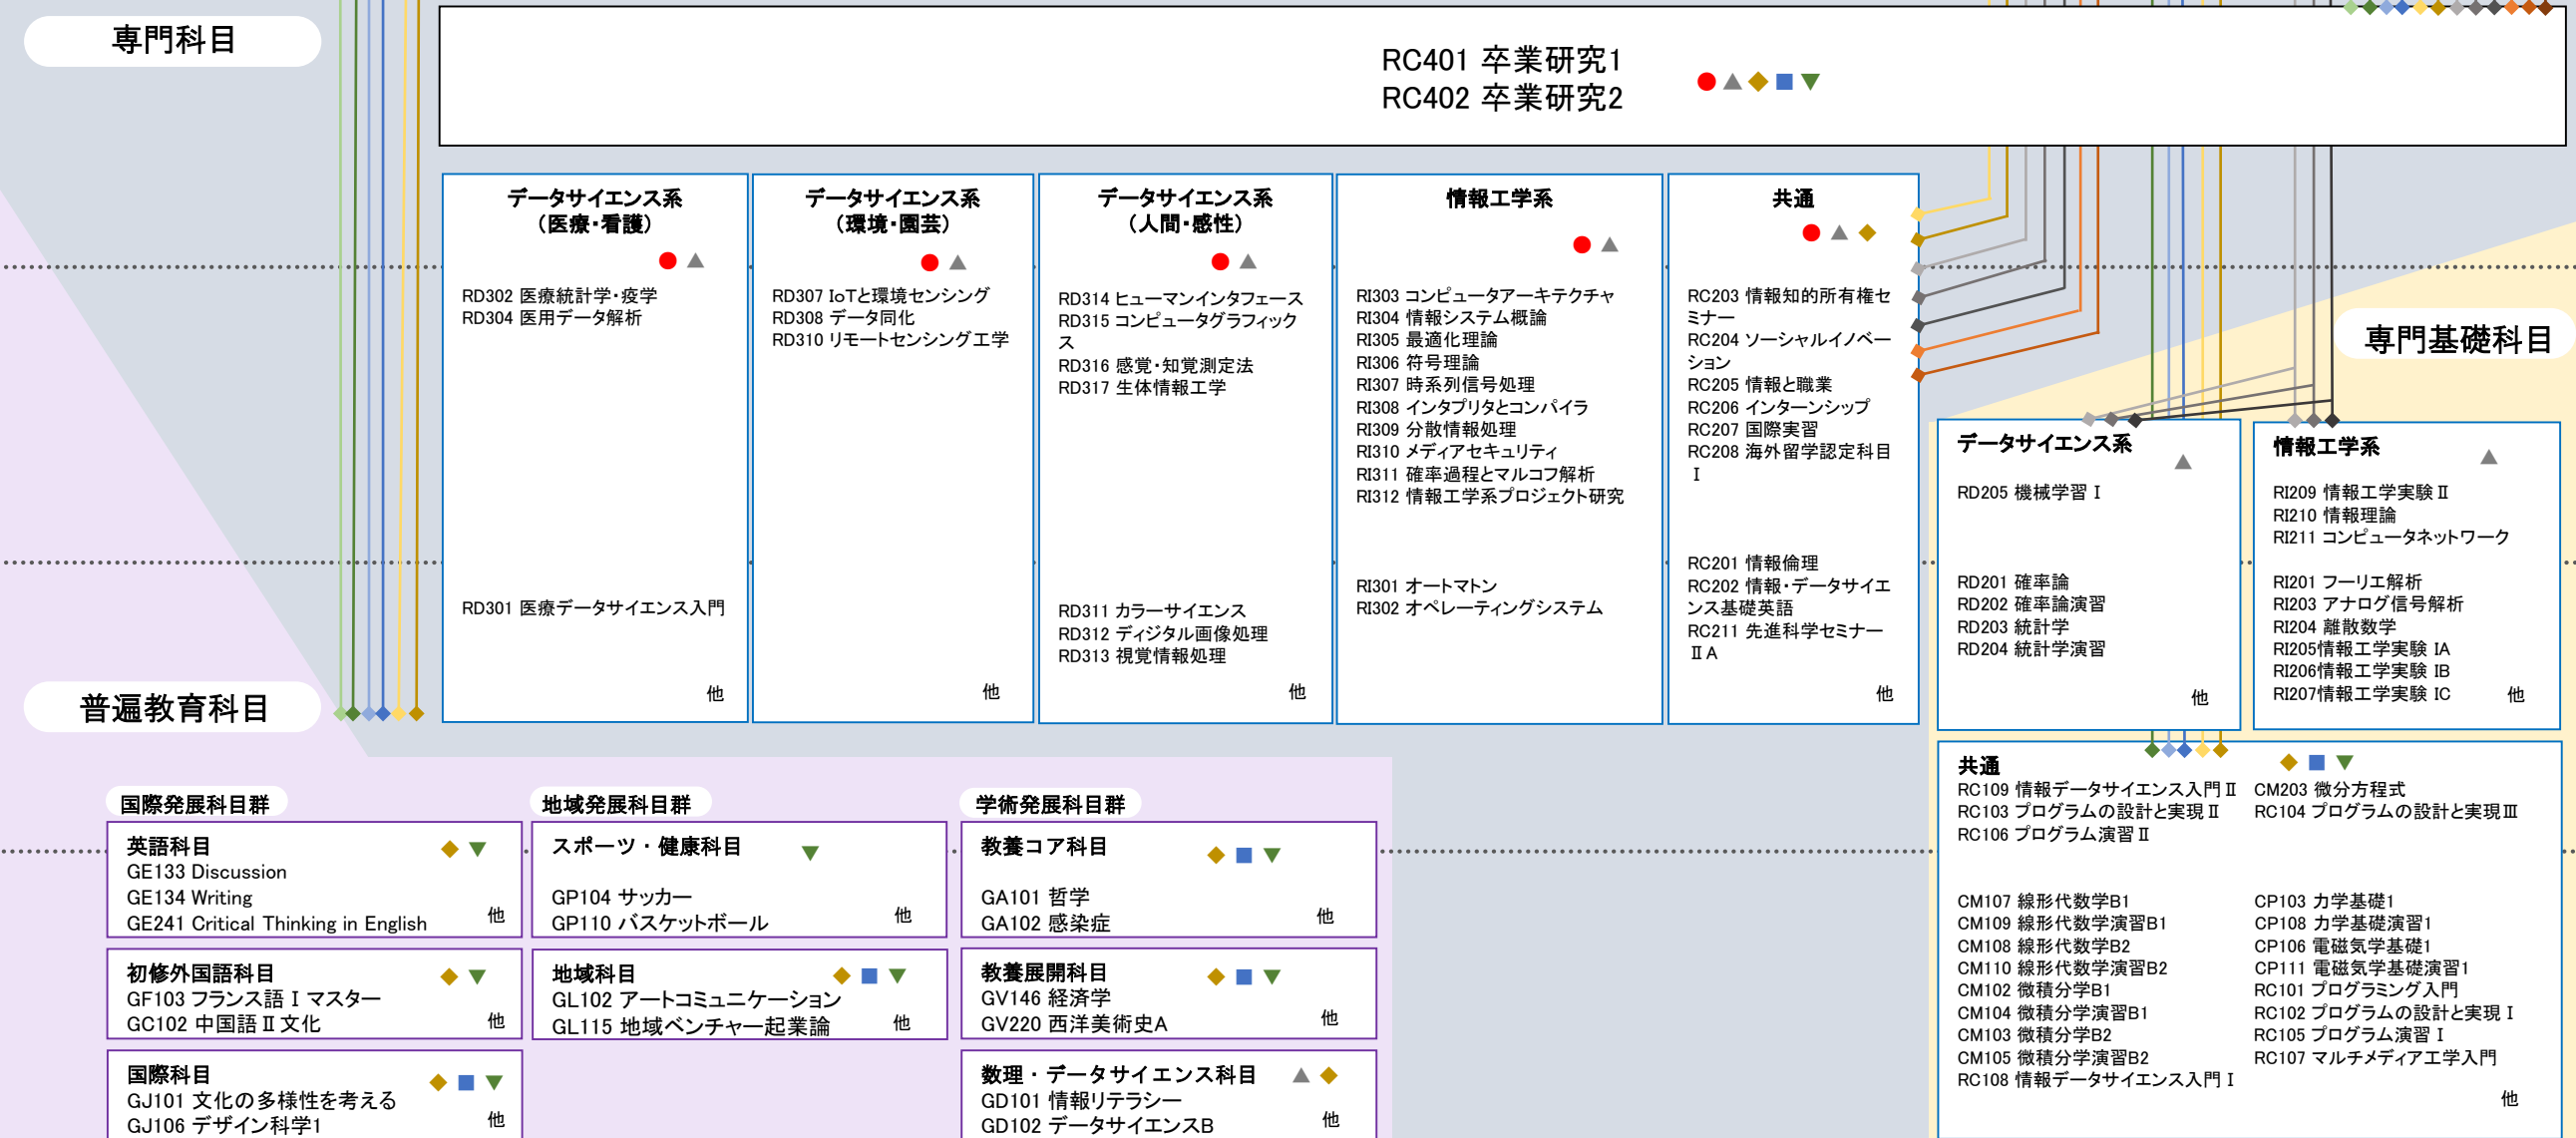 専門科目
RC401 卒業研究1
RC402 卒業研究2
データサイエンス系
（医療・看護）
RD302 医療統計学・疫学
RD304 医用データ解析
RD301 医療データサイエンス入門
他
データサイエンス系
（環境・園芸）
RD307 IoTと環境センシング
RD308 データ同化
RD310 リモートセンシング工学
他
データサイエンス系
（人間・感性）
RD314 ヒューマンインタフェース
RD315 コンピュータグラフィック
ス
RD316 感覚・知覚測定法
RD317 生体情報工学
RD311 カラーサイエンス
RD312 ディジタル画像処理
RD313 視覚情報処理
他
情報工学系
RI303 コンピュータアーキテクチャ
RI304 情報システム概論
RI305 最適化理論
RI306 符号理論
RI307 時系列信号処理
RI308 インタプリタとコンパイラ
RI309 分散情報処理
RI310 メディアセキュリティ
RI311 確率過程とマルコフ解析
RI312 情報工学系プロジェクト研究
RI301 オートマトン
RI302 オペレーティングシステム
共通
RC203 情報知的所有権セ
ミナー
RC204 ソーシャルイノベー
ション
RC205 情報と職業
RC206 インターンシップ
RC207 国際実習
RC208 海外留学認定科目
Ⅰ
RC201 情報倫理
RC202 情報・データサイエ
ンス基礎英語
RC211 先進科学セミナー
ⅡA
他
専門基礎科目
データサイエンス系
RD205 機械学習Ⅰ
RD201 確率論
RD202 確率論演習
RD203 統計学
RD204 統計学演習
他
情報工学系
RI209 情報工学実験Ⅱ
RI210 情報理論
RI211 コンピュータネットワーク
RI201 フーリエ解析
RI203 アナログ信号解析
RI204 離散数学
RI205情報工学実験 IA
RI206情報工学実験 IB
RI207情報工学実験 IC
他
共通
RC109 情報データサイエンス入門Ⅱ
RC103 プログラムの設計と実現Ⅱ
RC106 プログラム演習Ⅱ
CM203 微分方程式
RC104 プログラムの設計と実現Ⅲ
CM107 線形代数学B1
CM109 線形代数学演習B1
CM108 線形代数学B2
CM110 線形代数学演習B2
CM102 微積分学B1
CM104 微積分学演習B1
CM103 微積分学B2
CM105 微積分学演習B2
RC108 情報データサイエンス入門Ⅰ
CP103 力学基礎1
CP108 力学基礎演習1
CP106 電磁気学基礎1
CP111 電磁気学基礎演習1
RC101 プログラミング入門
RC102 プログラムの設計と実現Ⅰ
RC105 プログラム演習Ⅰ
RC107 マルチメディア工学入門
他
普遍教育科目
国際発展科目群
英語科目
GE133 Discussion
GE134 Writing
GE241 Critical Thinking in English
他
初修外国語科目
GF103 フランス語Ⅰマスター
GC102 中国語Ⅱ文化
他
国際科目
GJ101 文化の多様性を考える
GJ106 デザイン科学1
他
地域発展科目群
スポーツ・健康科目
GP104 サッカー
GP110 バスケットボール
他
地域科目
GL102 アートコミュニケーション
GL115 地域ベンチャー起業論
他
学術発展科目群
教養コア科目
GA101 哲学
GA102 感染症
他
教養展開科目
GV146 経済学
GV220 西洋美術史A
他
数理・データサイエンス科目
GD101 情報リテラシー
GD102 データサイエンスB
他